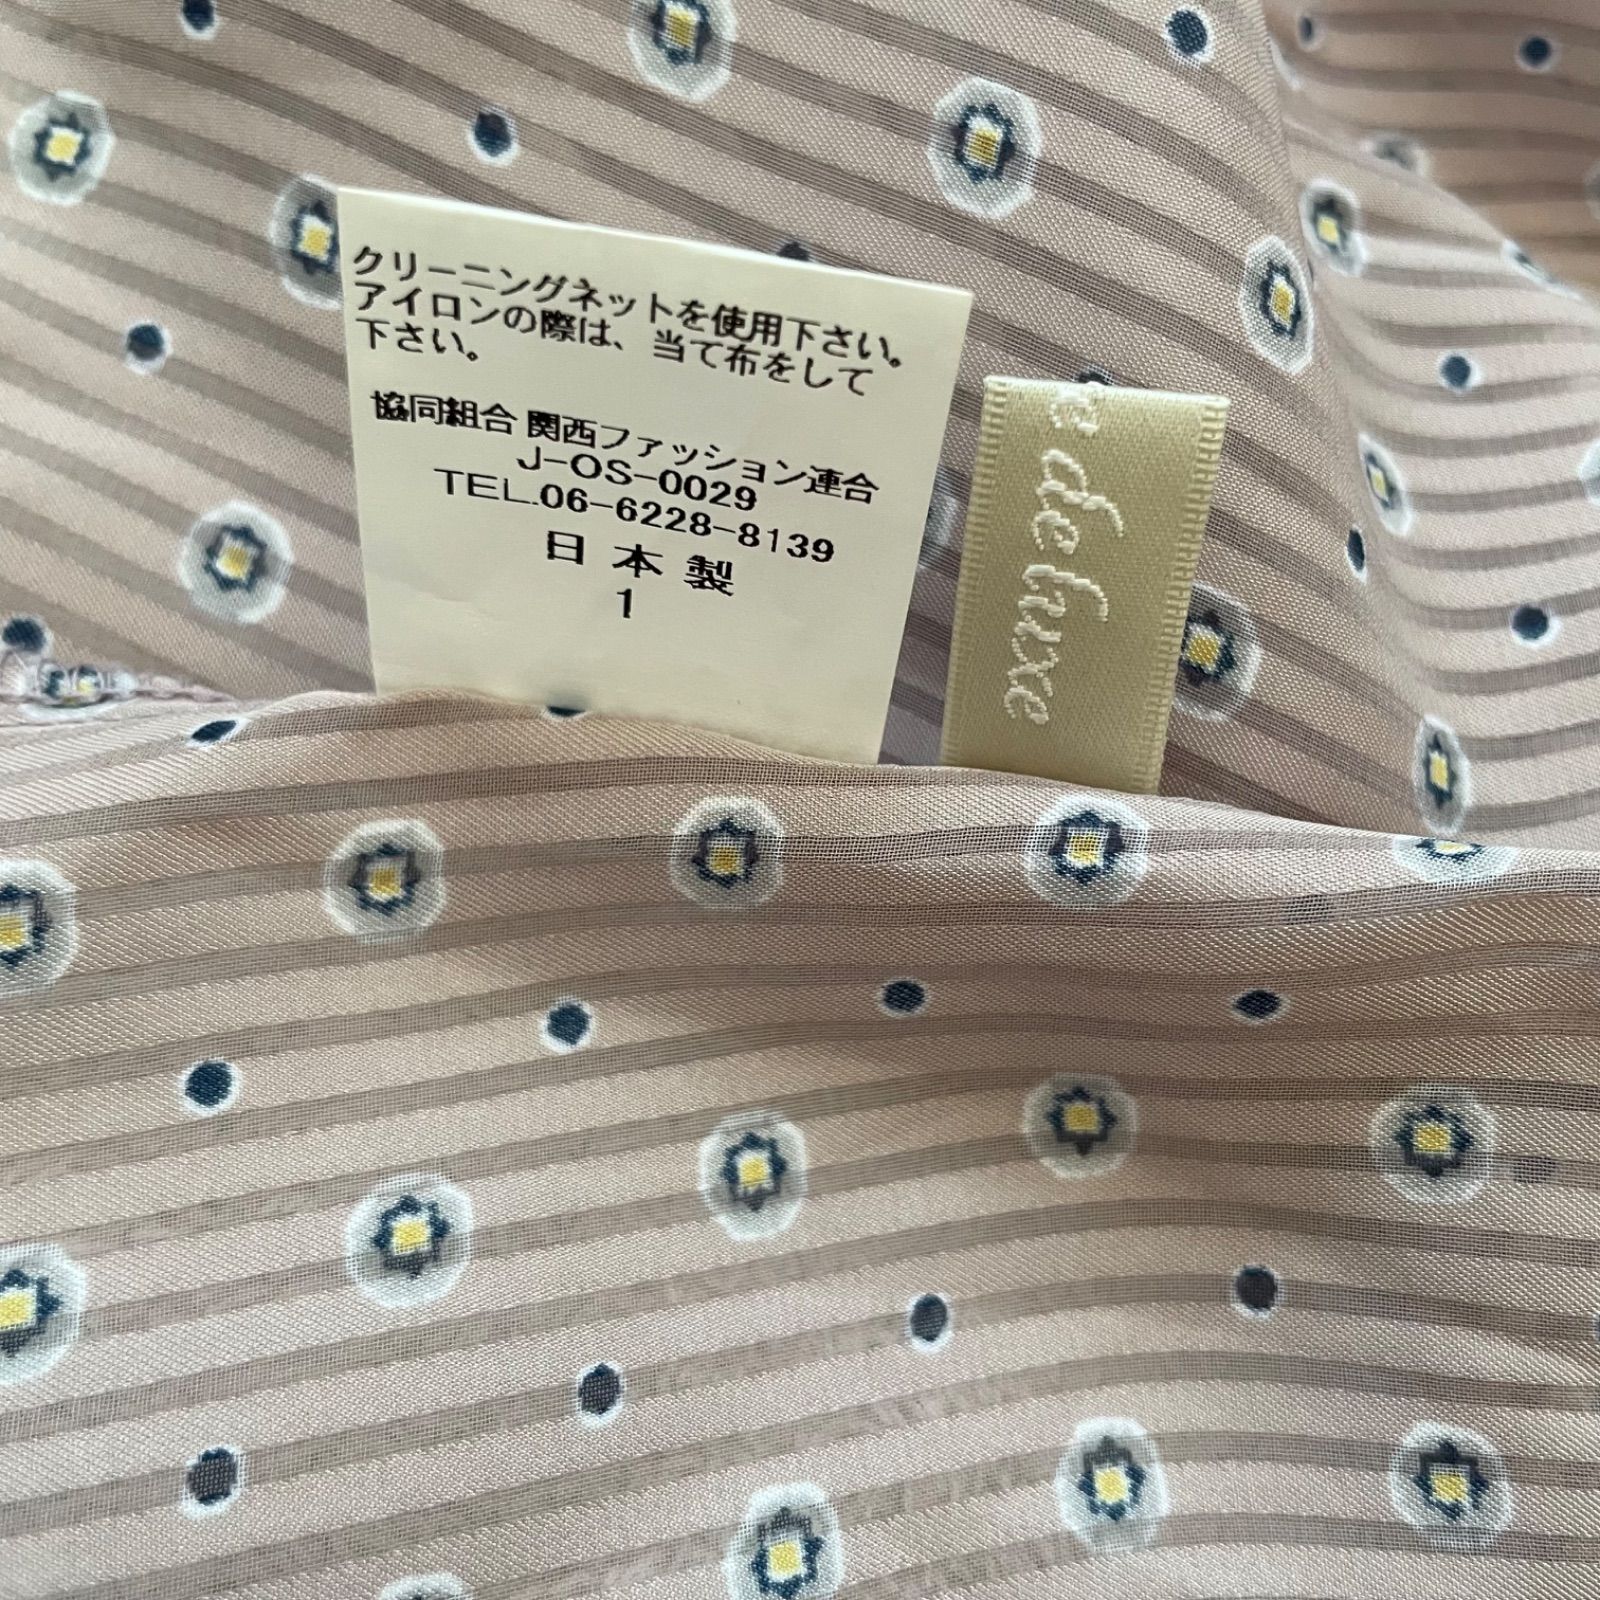 クリーニングネットを使用下さい。
アイロンの際は、当て布をして
下さい。
協同組合 関西ファッション連合
J-OS-0029
TEL.06-6228-8139
日本製
1
de luxe